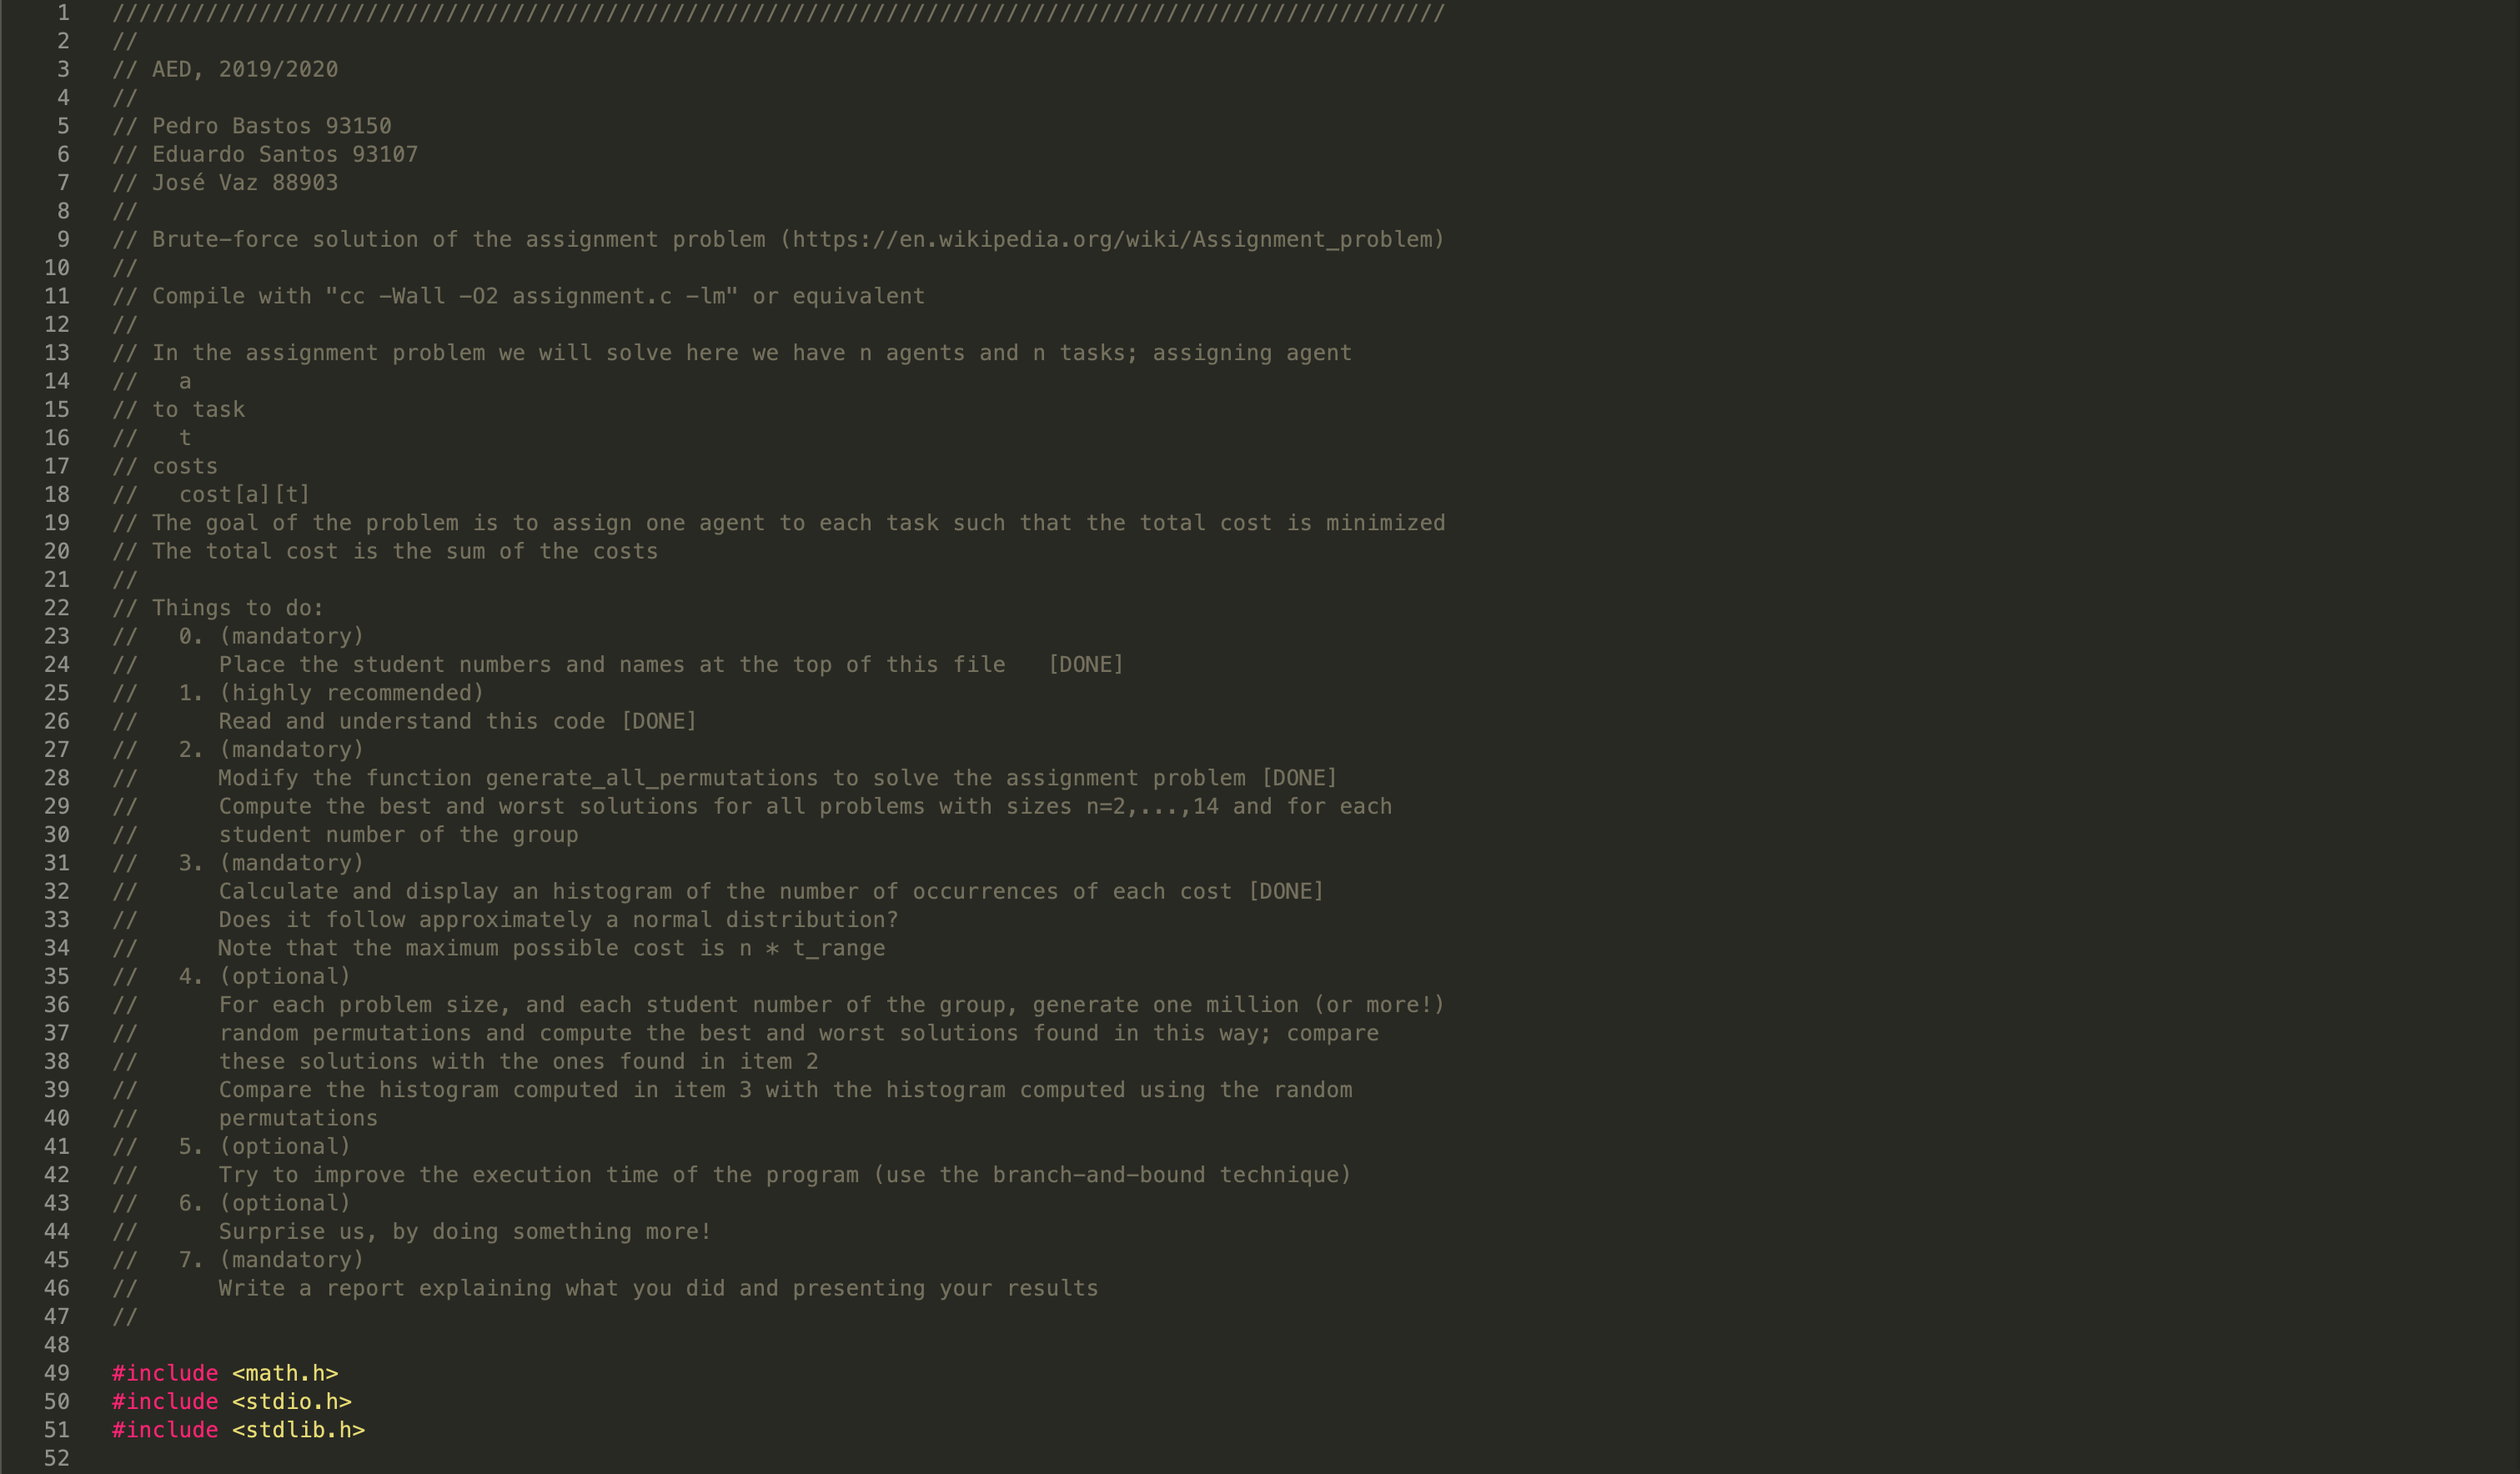 1 ////////////////////////////////////////////////////////////////////////////////////////////////////
2 //
3 // AED, 2019/2020
4 //
5 // Pedro Bastos 93150
6 // Eduardo Santos 93107
7 // José Vaz 88903
8 //
9 // Brute-force solution of the assignment problem (https://en.wikipedia.org/wiki/Assignment_problem)
10 //
11 // Compile with "cc -Wall -O2 assignment.c -lm" or equivalent
12 //
13 // In the assignment problem we will solve here we have n agents and n tasks; assigning agent
14 //   a
15 // to task
16 //   t
17 // costs
18 //   cost[a][t]
19 // The goal of the problem is to assign one agent to each task such that the total cost is minimized
20 // The total cost is the sum of the costs
21 //
22 // Things to do:
23 //   0. (mandatory)
24 //      Place the student numbers and names at the top of this file   [DONE]
25 //   1. (highly recommended)
26 //      Read and understand this code [DONE]
27 //   2. (mandatory)
28 //      Modify the function generate_all_permutations to solve the assignment problem [DONE]
29 //      Compute the best and worst solutions for all problems with sizes n=2,...,14 and for each
30 //      student number of the group
31 //   3. (mandatory)
32 //      Calculate and display an histogram of the number of occurrences of each cost [DONE]
33 //      Does it follow approximately a normal distribution?
34 //      Note that the maximum possible cost is n * t_range
35 //   4. (optional)
36 //      For each problem size, and each student number of the group, generate one million (or more!)
37 //      random permutations and compute the best and worst solutions found in this way; compare
38 //      these solutions with the ones found in item 2
39 //      Compare the histogram computed in item 3 with the histogram computed using the random
40 //      permutations
41 //   5. (optional)
42 //      Try to improve the execution time of the program (use the branch-and-bound technique)
43 //   6. (optional)
44 //      Surprise us, by doing something more!
45 //   7. (mandatory)
46 //      Write a report explaining what you did and presenting your results
47 //
48
49 #include <math.h>
50 #include <stdio.h>
51 #include <stdlib.h>
52